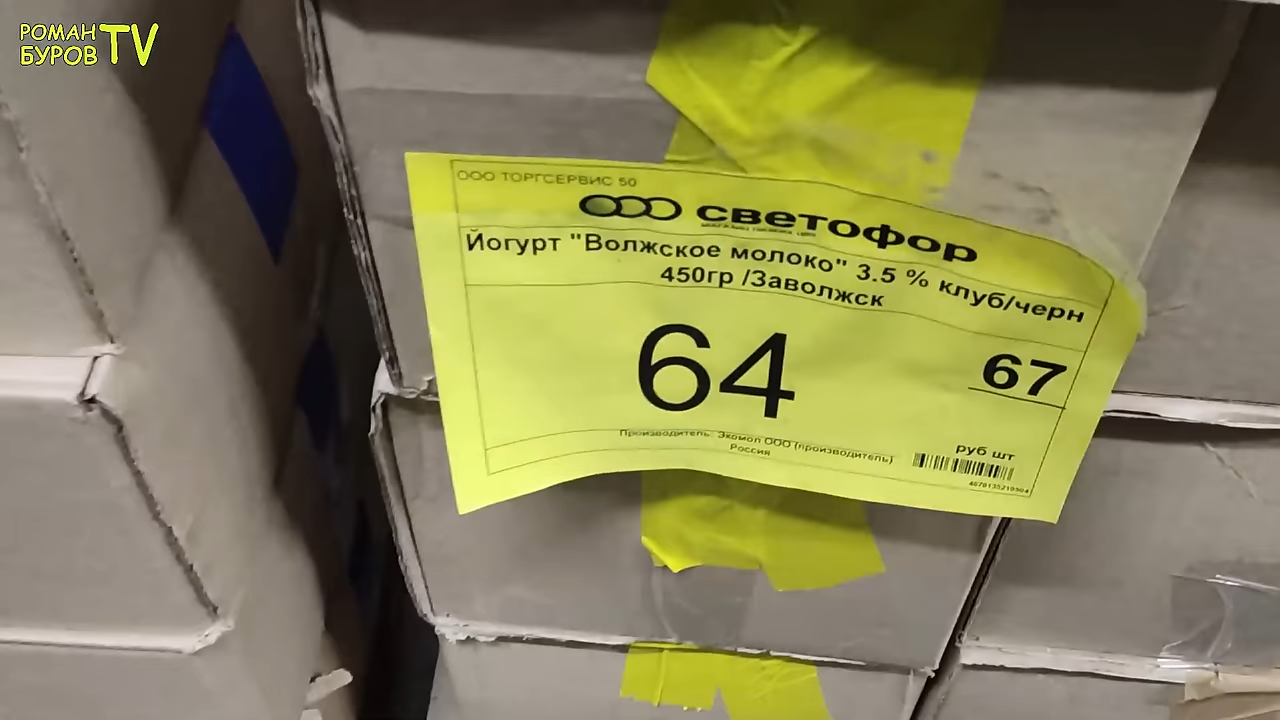 РОМАН
БУРОВ TV
ООО ТОРГСЕРВИС 50
светофор
Йогурт "Волжское молоко" 3.5 % клуб/черн
450гр /Заволжск
64
67
Производитель: Экомол ООО (производитель)
Россия
руб шт